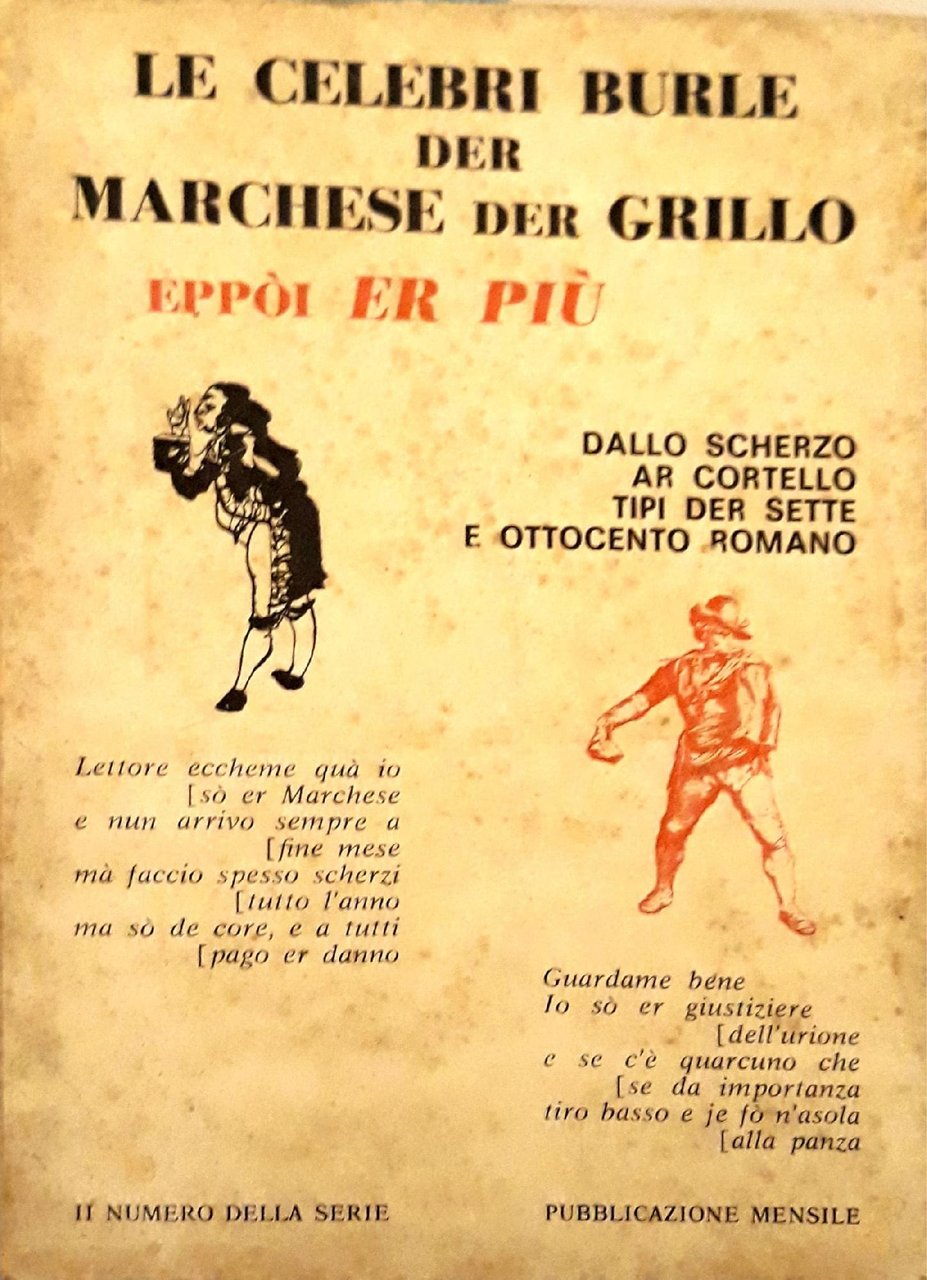 LE CELEBRI BURLE
DER
MARCHESE DER GRILLO
EPPÒI ER PIÙ
DALLO SCHERZO
AR CORTELLO
TIPI DER SETTE
E OTTOCENTO ROMANO
Lettore eccheme quà io
[sò er Marchese
e nun arrivo sempre a
[fine mese
mà faccio spesso scherzi
[tutto l'anno
ma sò de core, e a tutti
[pago er danno
Guardame bene
Io sò er giustiziere
[dell'urione
e se c'è quarcuno che
[se da importanza
tiro basso e je fò n'asola
[alla panza
II NUMERO DELLA SERIE
PUBBLICAZIONE MENSILE